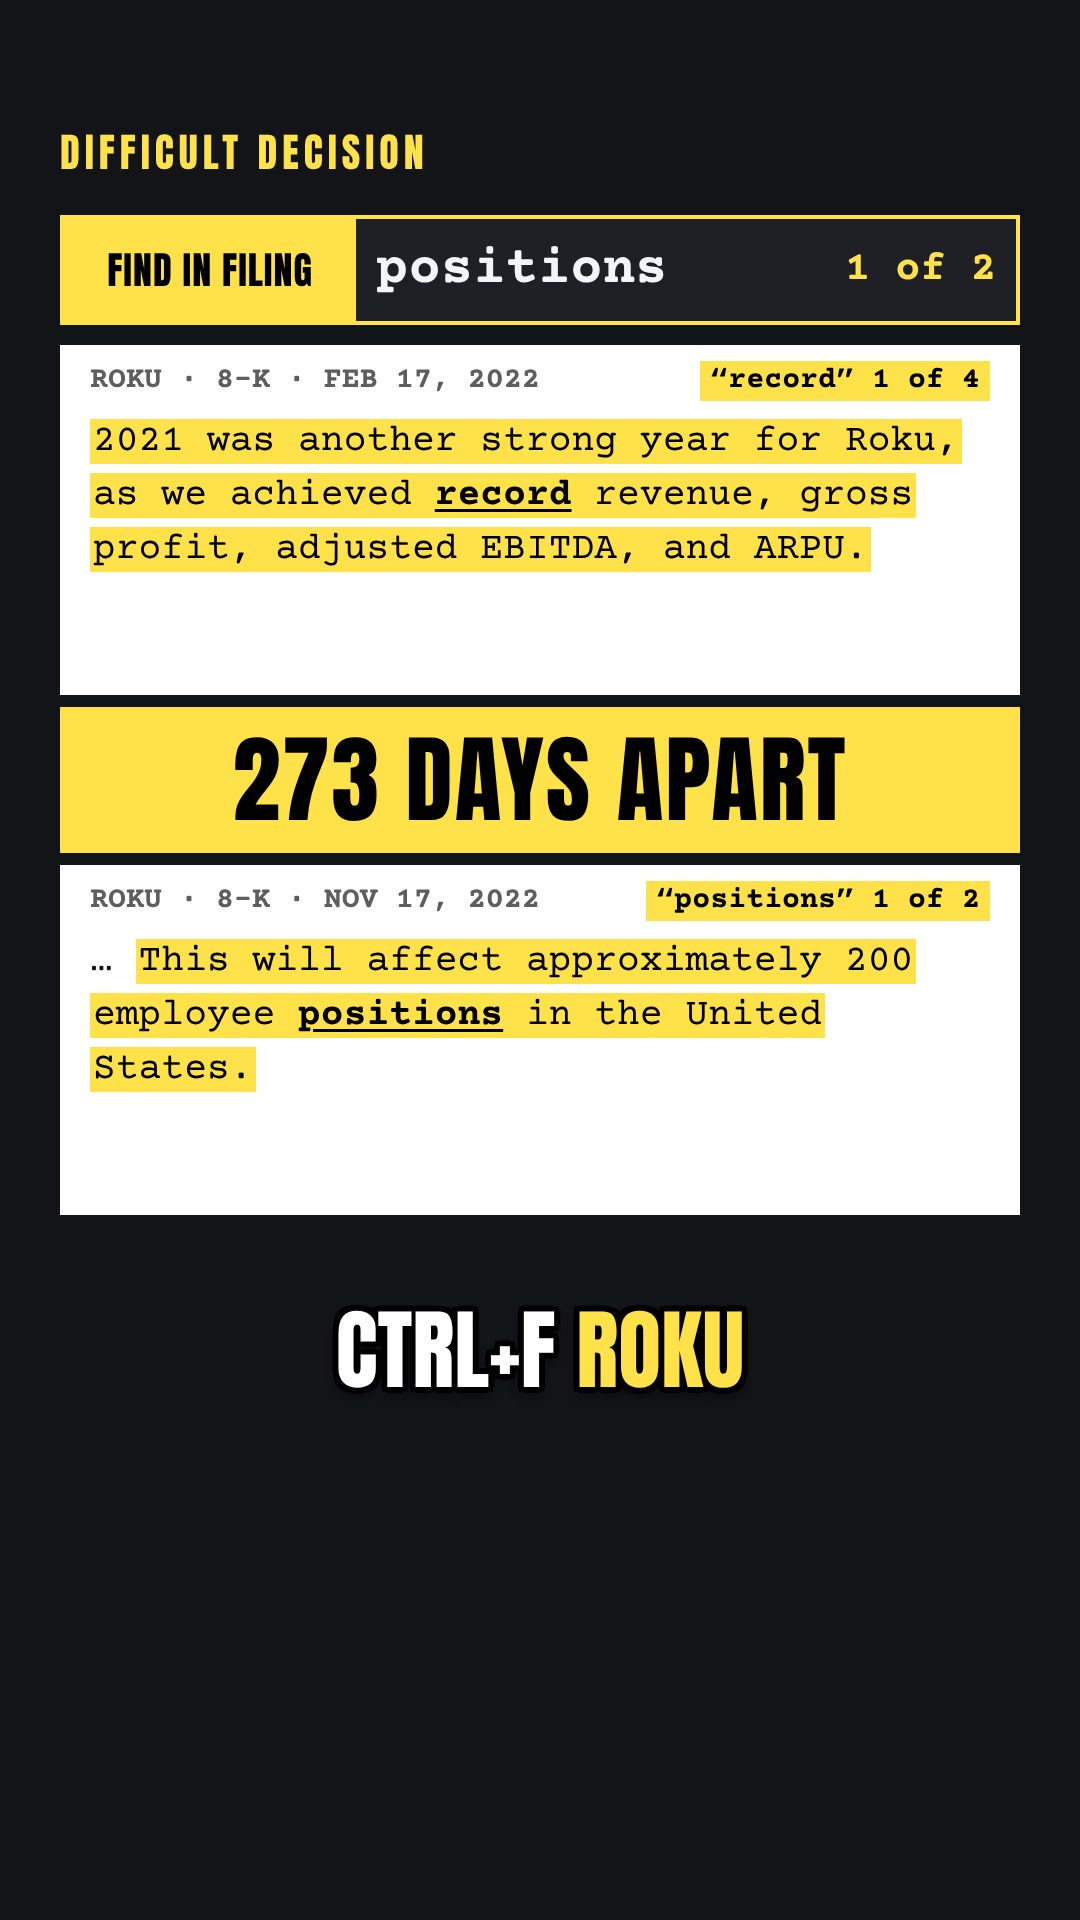 DIFFICULT DECISION
FIND IN FILING positions 1 of 2
ROKU · 8-K · FEB 17, 2022 “record” 1 of 4
2021 was another strong year for Roku,
as we achieved record revenue, gross
profit, adjusted EBITDA, and ARPU.
273 DAYS APART
ROKU · 8-K · NOV 17, 2022 “positions” 1 of 2
… This will affect approximately 200
employee positions in the United
States.
CTRL+F ROKU